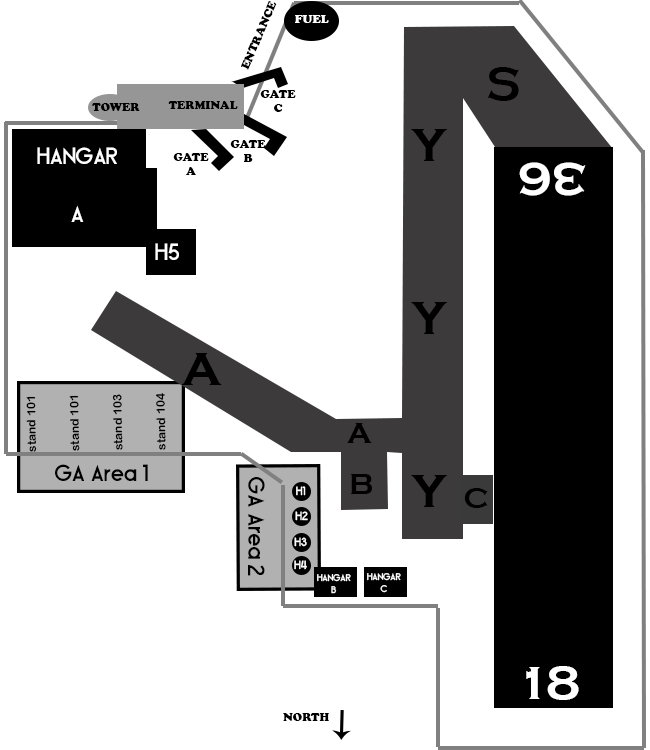 FUEL
ENTRANCE
TOWER
TERMINAL
GATE
C
GATE
B
GATE
A
HANGAR
A
H5
S
Y
36
Y
A
stand 101
stand 101
stand 103
stand 104
GA Area 1
A
B
Y
C
GA Area 2
H1
H2
H3
H4
HANGAR
B
HANGAR
C
18
NORTH